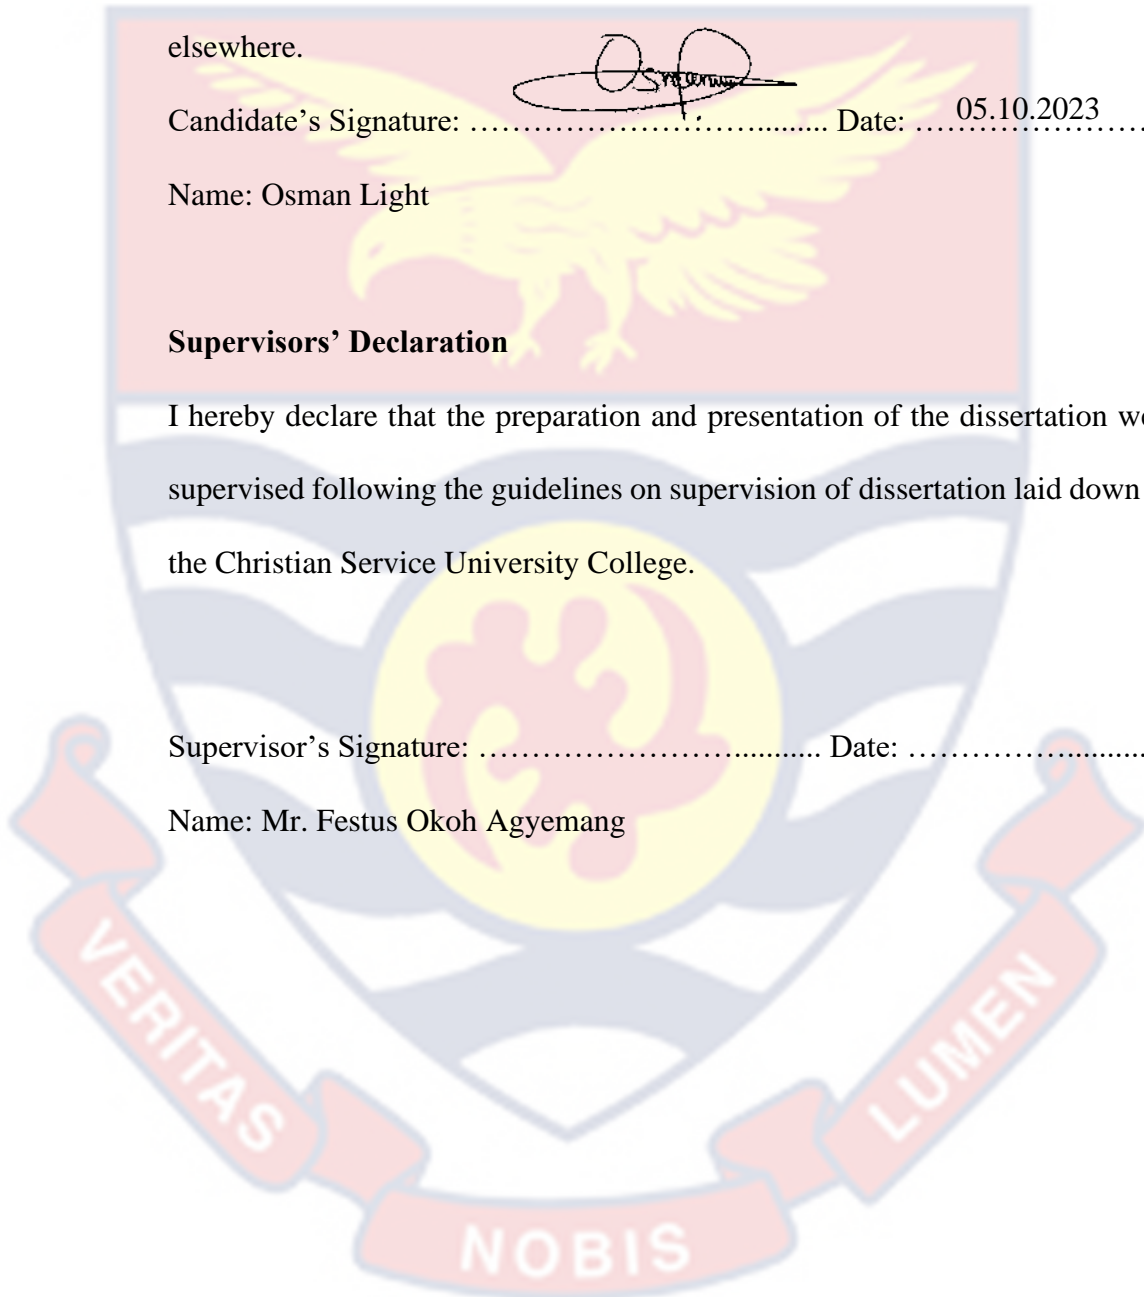 elsewhere.
Candidate’s Signature: …………………..……......... Date: ……………………
Osman
05.10.2023
Name: Osman Light
Supervisors’ Declaration
I hereby declare that the preparation and presentation of the dissertation
supervised following the guidelines on supervision of dissertation laid down
the Christian Service University College.
Supervisor’s Signature: ……………………........... Date: …………….........
Name: Mr. Festus Okoh Agyemang
VERITAS
NOBIS
LUMEN